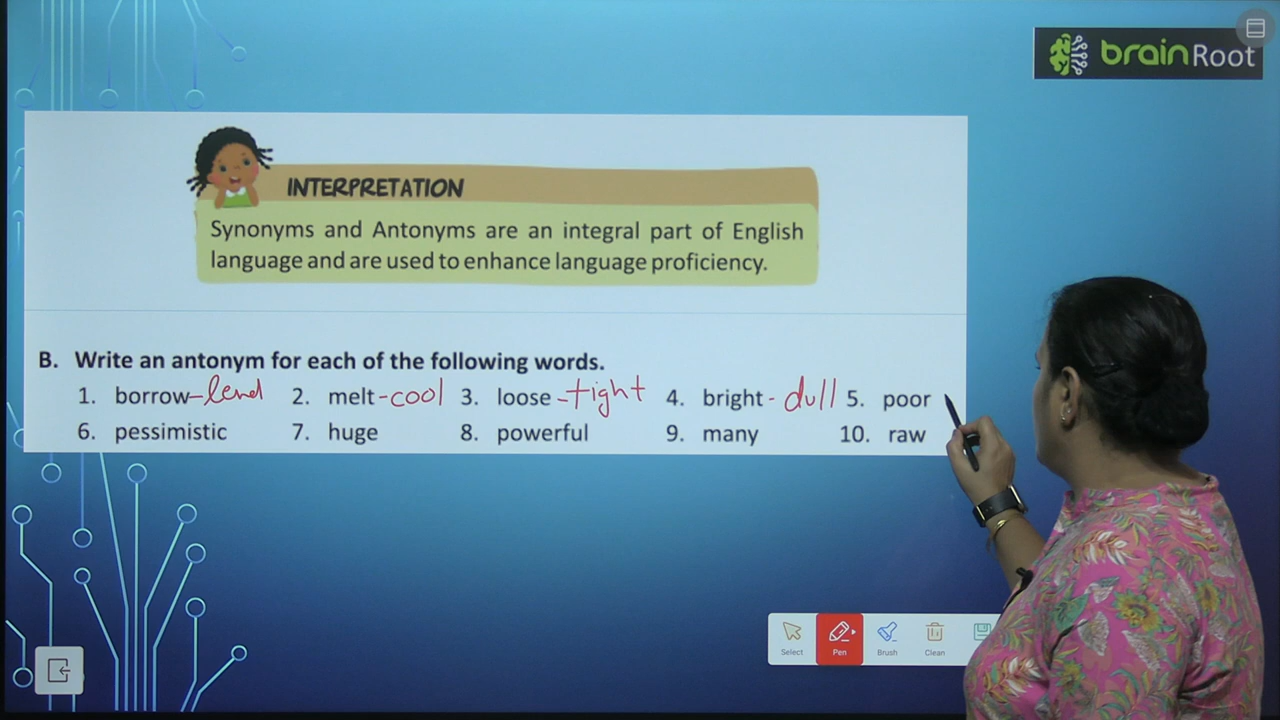 brainRoot
INTERPRETATION
Synonyms and Antonyms are an integral part of English
language and are used to enhance language proficiency.
B. Write an antonym for each of the following words.
1. borrow-lend 2. melt-cool 3. loose-tight 4. bright- dull 5. poor
6. pessimistic 7. huge 8. powerful 9. many 10. raw
Select Pen Brush Clean